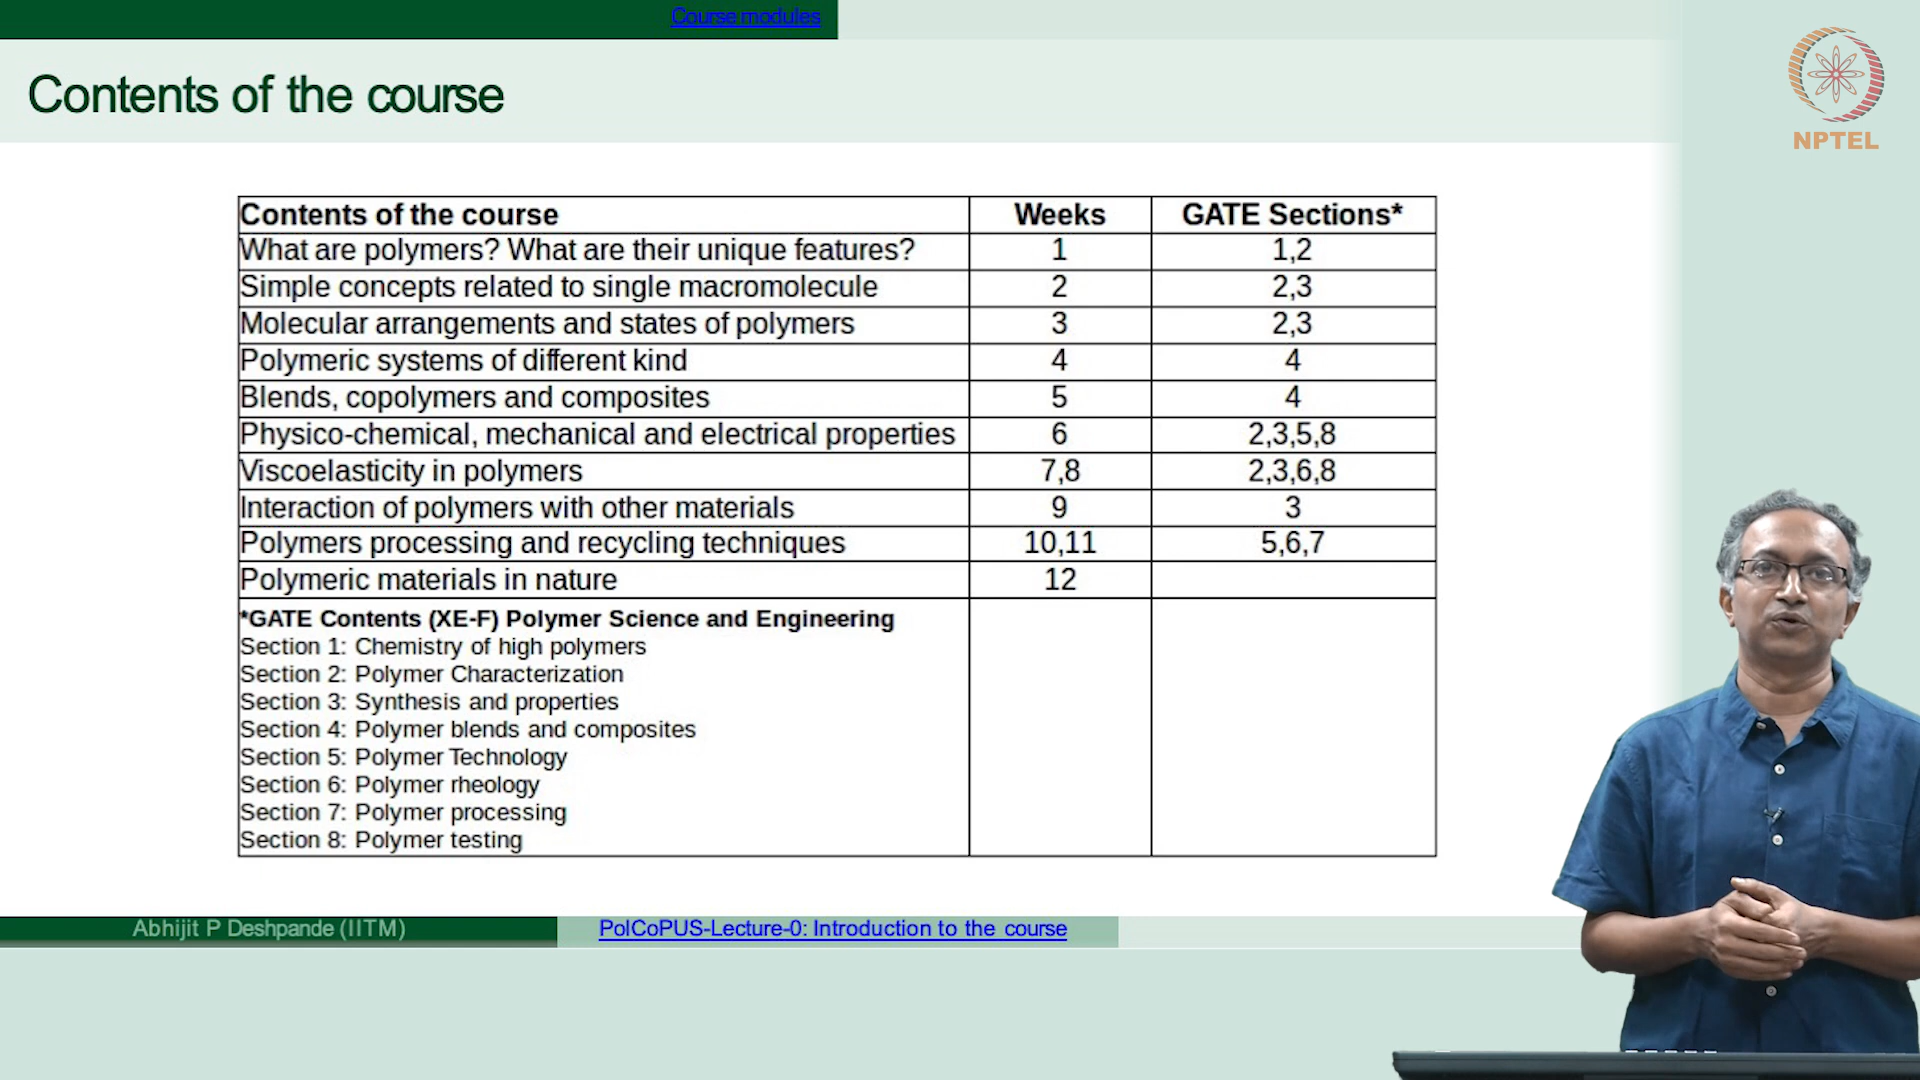 Course modules
Contents of the course
NPTEL
Contents of the course Weeks GATE Sections*
What are polymers? What are their unique features? 1 1,2
Simple concepts related to single macromolecule 2 2,3
Molecular arrangements and states of polymers 3 2,3
Polymeric systems of different kind 4 4
Blends, copolymers and composites 5 4
Physico-chemical, mechanical and electrical properties 6 2,3,5,8
Viscoelasticity in polymers 7,8 2,3,6,8
Interaction of polymers with other materials 9 3
Polymers processing and recycling techniques 10,11 5,6,7
Polymeric materials in nature 12
*GATE Contents (XE-F) Polymer Science and Engineering
Section 1: Chemistry of high polymers
Section 2: Polymer Characterization
Section 3: Synthesis and properties
Section 4: Polymer blends and composites
Section 5: Polymer Technology
Section 6: Polymer rheology
Section 7: Polymer processing
Section 8: Polymer testing
Abhijit P Deshpande (IITM) PolCoPUS-Lecture-0: Introduction to the course